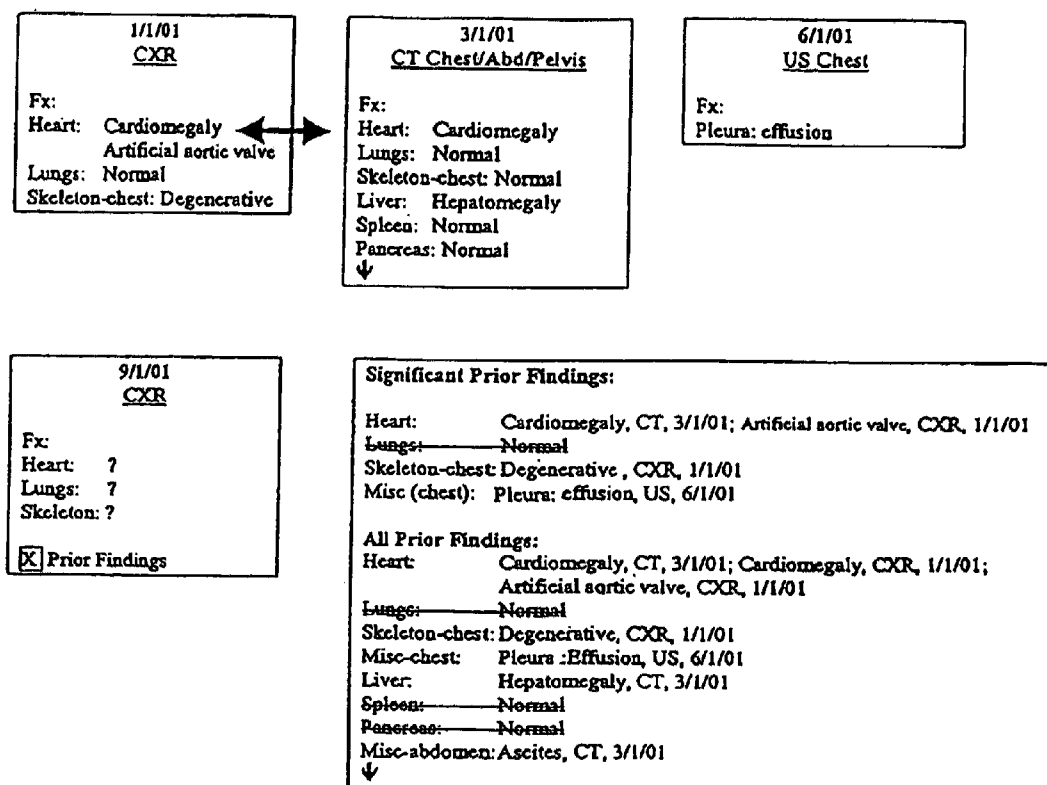 1/1/01
CXR
Fx:
Heart: Cardiomegaly
Artificial aortic valve
Lungs: Normal
Skeleton-chest: Degenerative
3/1/01
CT Chest/Abd/Pelvis
Fx:
Heart: Cardiomegaly
Lungs: Normal
Skeleton-chest: Normal
Liver: Hepatomegaly
Spleen: Normal
Pancreas: Normal
6/1/01
US Chest
Fx:
Pleura: effusion
9/1/01
CXR
Fx:
Heart: ?
Lungs: ?
Skeleton: ?
X Prior Findings
Significant Prior Findings:
Heart: Cardiomegaly, CT, 3/1/01; Artificial aortic valve, CXR, 1/1/01
Lungs: Normal
Skeleton-chest: Degenerative , CXR, 1/1/01
Misc (chest): Pleura: effusion, US, 6/1/01
All Prior Findings:
Heart: Cardiomegaly, CT, 3/1/01; Cardiomegaly, CXR, 1/1/01;
Artificial aortic valve, CXR, 1/1/01
Lungs: Normal
Skeleton-chest: Degenerative, CXR, 1/1/01
Misc-chest: Pleura :Effusion, US, 6/1/01
Liver: Hepatomegaly, CT, 3/1/01
Spleen: Normal
Pancreas: Normal
Misc-abdomen: Ascites, CT, 3/1/01